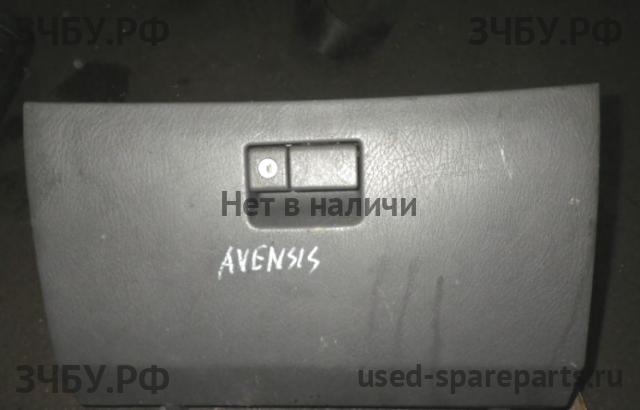 ЗЧБУ.РФ ЗЧБУ.РФ
Нет в наличи
AVENSIS
ЗЧБУ.РФ
used-spareparts.ru